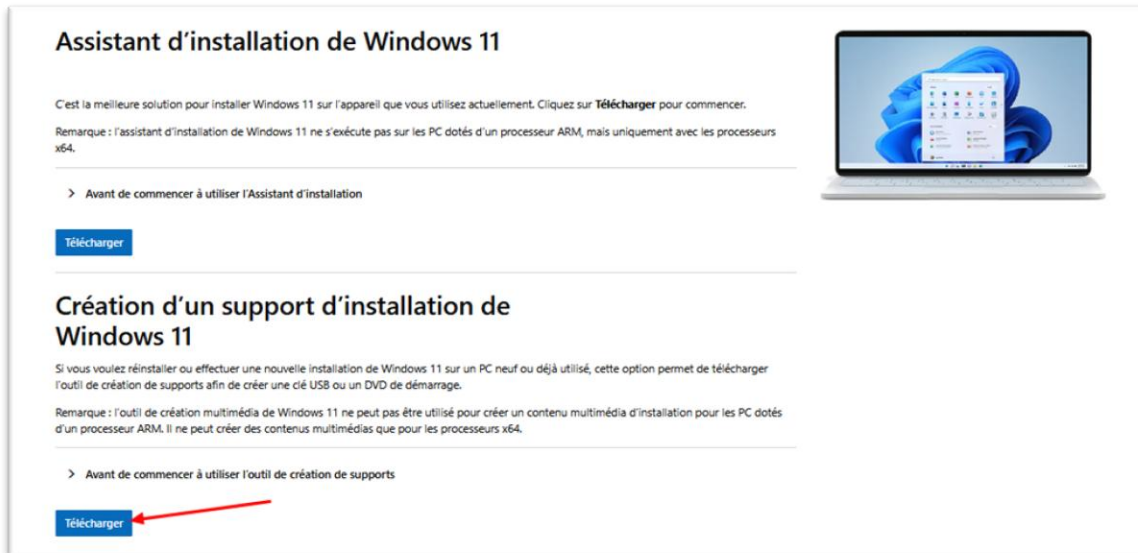 Assistant d’installation de Windows 11
C’est la meilleure solution pour installer Windows 11 sur l’appareil que vous utilisez actuellement. Cliquez sur Télécharger pour commencer.
Remarque : l’assistant d’installation de Windows 11 ne s’exécute pas sur les PC dotés d’un processeur ARM, mais uniquement avec les processeurs
x64.
Avant de commencer à utiliser l’Assistant d’installation
Télécharger
Création d’un support d’installation de
Windows 11
Si vous voulez réinstaller ou effectuer une nouvelle installation de Windows 11 sur un PC neuf ou déjà utilisé, cette option permet de télécharger
l’outil de création de supports afin de créer une clé USB ou un DVD de démarrage.
Remarque : l’outil de création multimédia de Windows 11 ne peut pas être utilisé pour créer un contenu multimédia d’installation pour les PC dotés
d’un processeur ARM. Il ne peut créer des contenus multimédias que pour les processeurs x64.
Avant de commencer à utiliser l’outil de création de supports
Télécharger